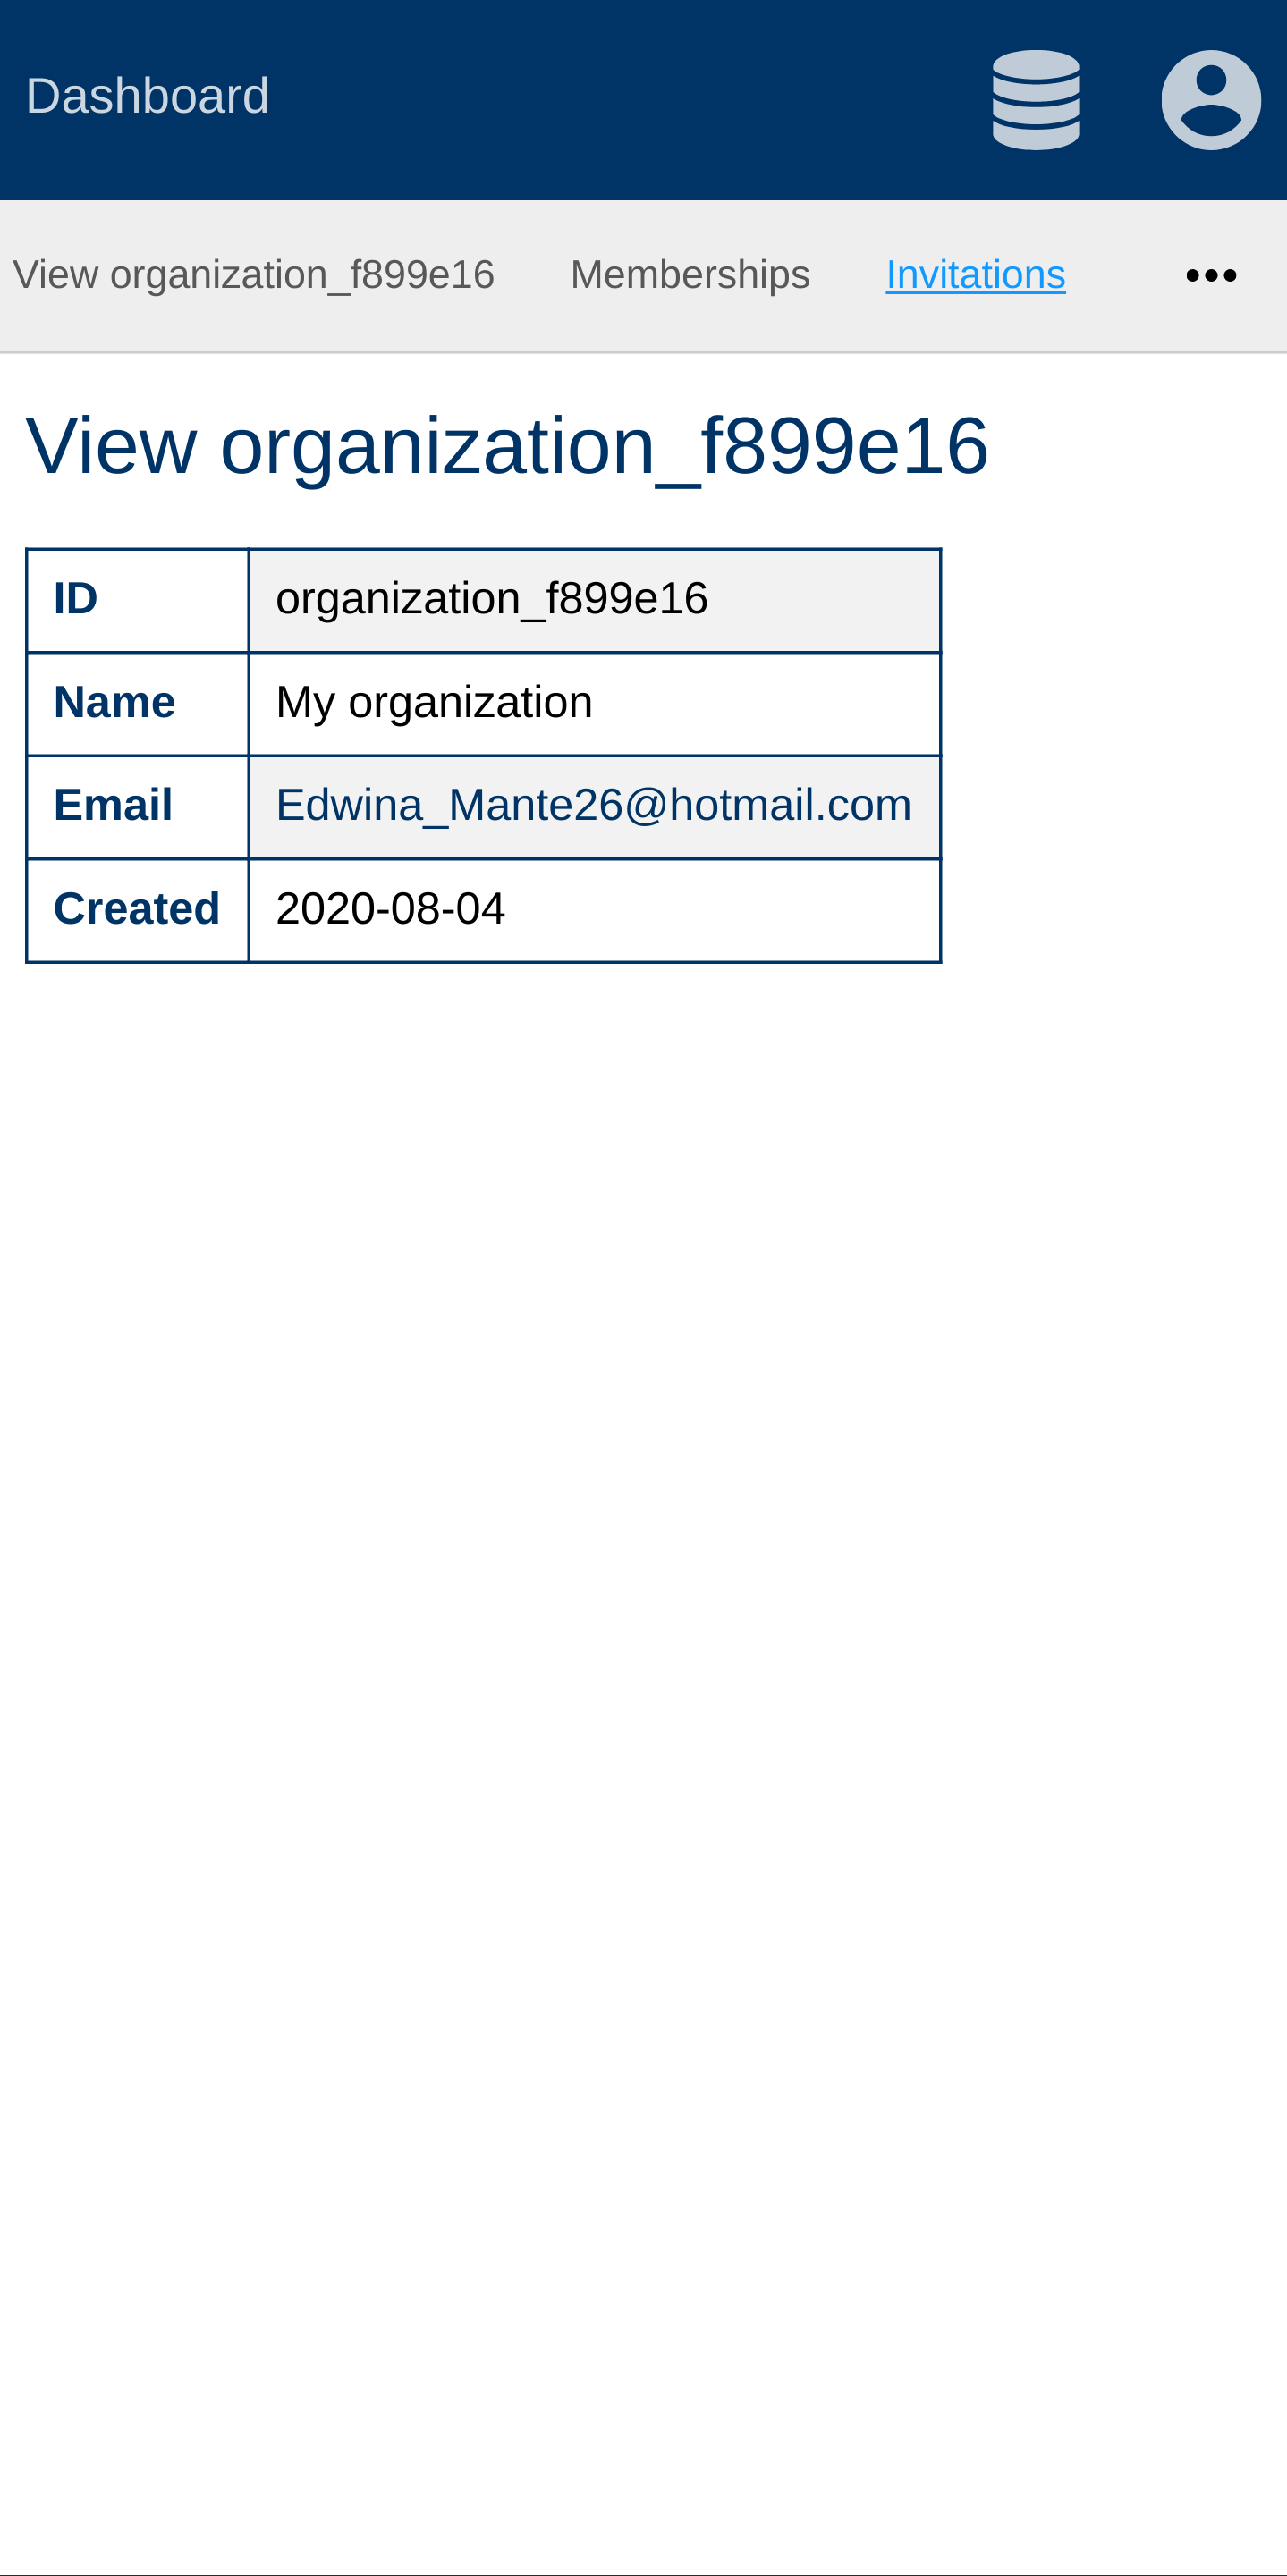 Dashboard
View organization_f899e16 Memberships Invitations •••
View organization_f899e16
ID organization_f899e16
Name My organization
Email Edwina_Mante26@hotmail.com
Created 2020-08-04